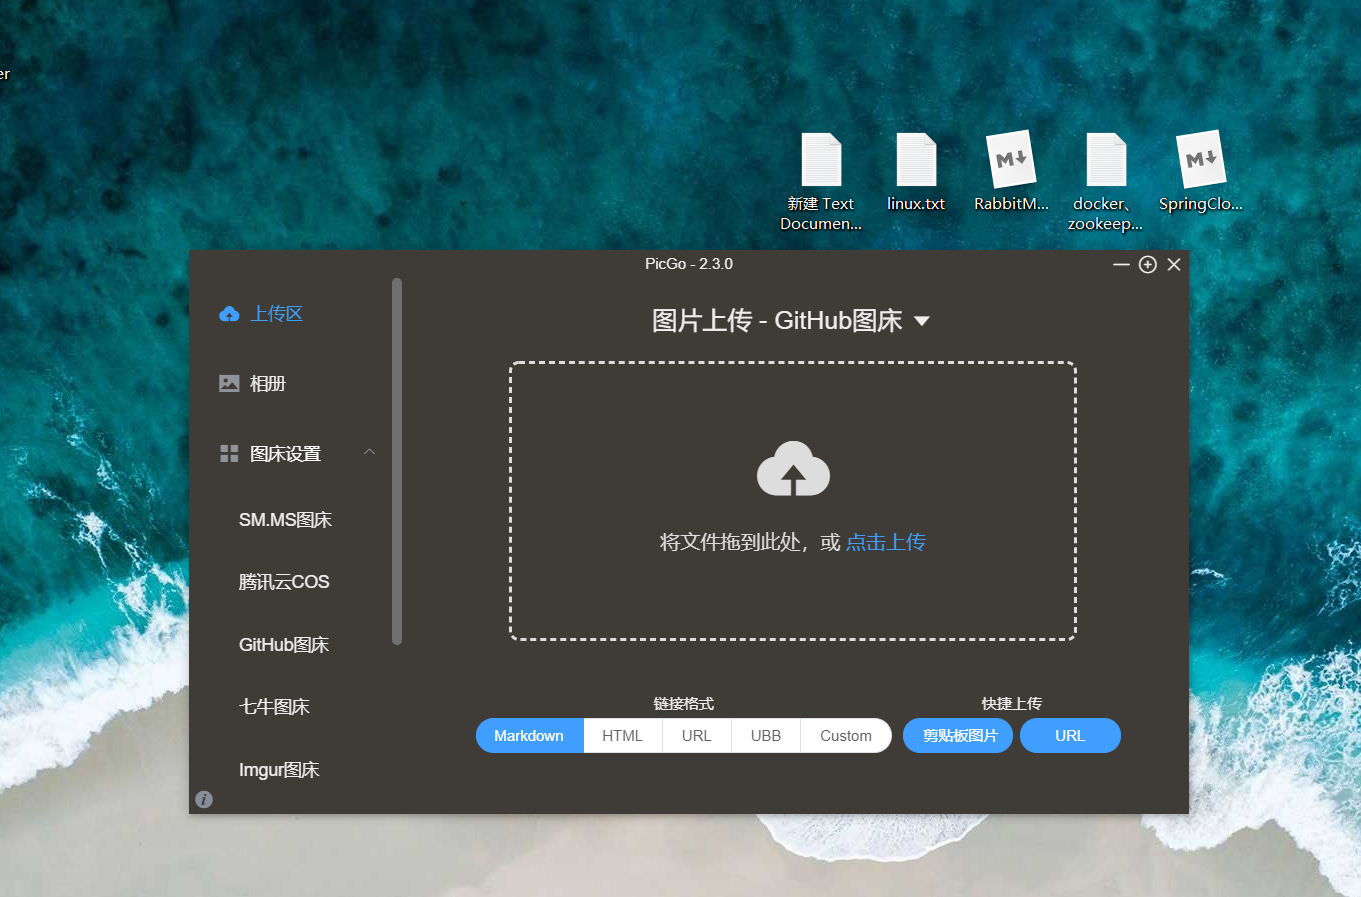 er
新建 Text
Documen...
linux.txt
RabbitM...
docker、
zookeep...
SpringClo...
PicGo - 2.3.0
上传区
相册
图床设置
SM.MS图床
腾讯云COS
GitHub图床
七牛图床
Imgur图床
图片上传 - GitHub图床
将文件拖到此处，或 点击上传
链接格式
快捷上传
Markdown
HTML
URL
UBB
Custom
剪贴板图片
URL